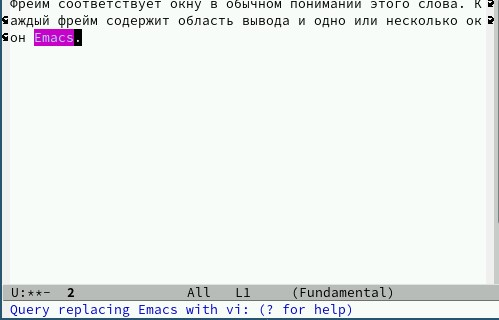 Фрейм соответствует окну в обычном понимании этого слова. К
аждый фрейм содержит область вывода и одно или несколько ок
он Emacs.
U:**-  2   All   L1   (Fundamental)
Query replacing Emacs with vi: (? for help)